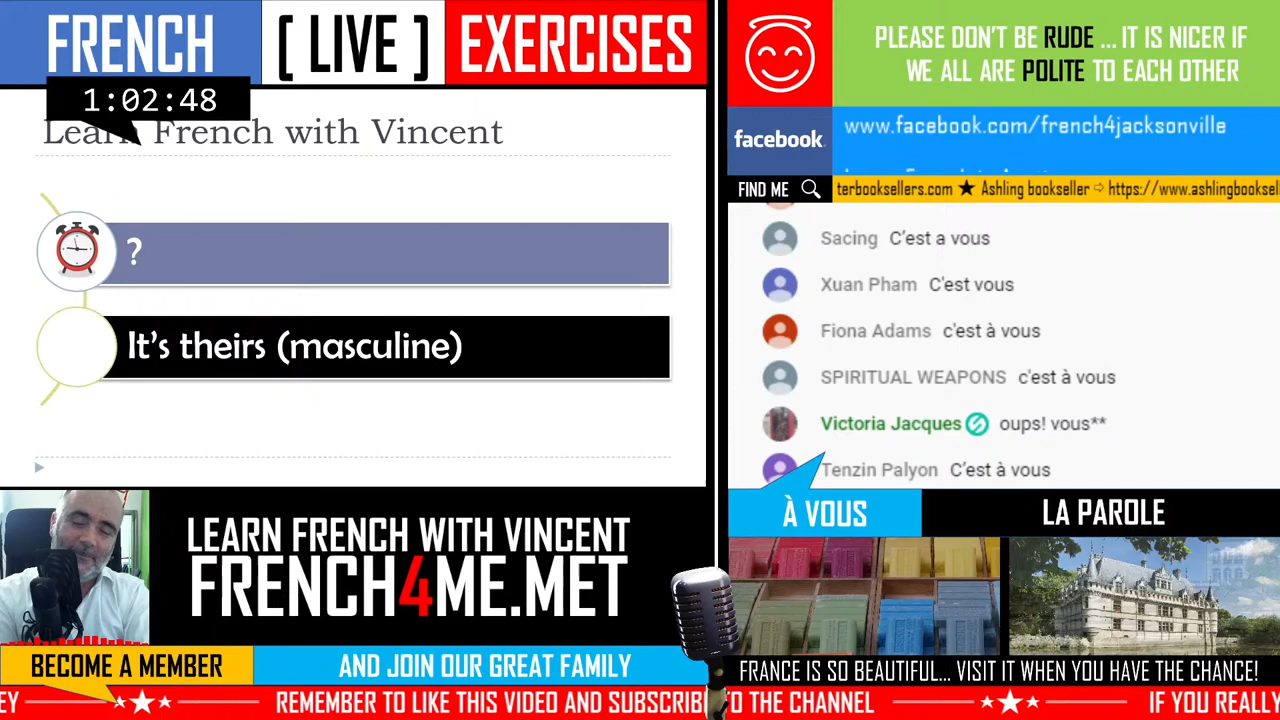 FRENCH
[ LIVE ]
EXERCISES
1:02:48
Learn French with Vincent
?
It's theirs (masculine)
LEARN FRENCH WITH VINCENT
FRENCH4ME.MET
BECOME A MEMBER
AND JOIN OUR GREAT FAMILY
PLEASE DON'T BE RUDE ... IT IS NICER IF
WE ALL ARE POLITE TO EACH OTHER
facebook
www.facebook.com/french4jacksonville
FIND ME
terbooksellers.com ★ Ashling bookseller ⇨ https://www.ashlingbooksel
Sacing C'est a vous
Xuan Pham C'est vous
Fiona Adams c'est à vous
SPIRITUAL WEAPONS c'est à vous
Victoria Jacques oups! vous**
Tenzin Palyon C'est à vous
À VOUS
LA PAROLE
FRANCE IS SO BEAUTIFUL... VISIT IT WHEN YOU HAVE THE CHANCE!
EY ★★★ REMEMBER TO LIKE THIS VIDEO AND SUBSCRIB TO THE CHANNEL ★★★ IF YOU REALLY